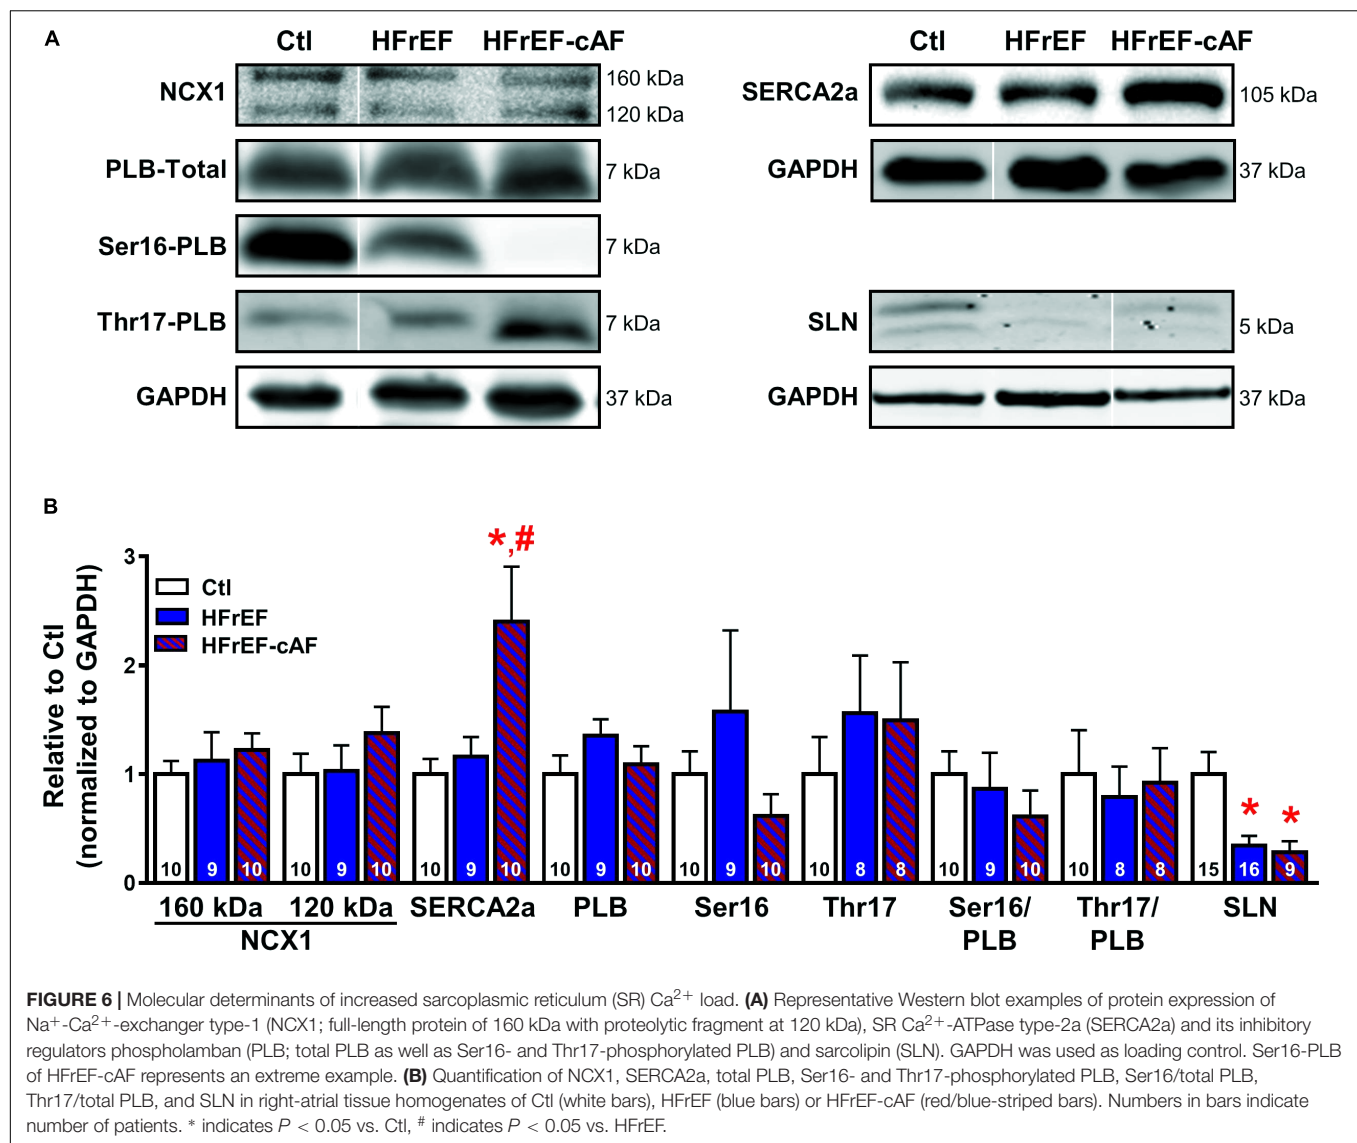 A
Ctl HFrEF HFrEF-cAF
NCX1
160 kDa
120 kDa
PLB-Total
7 kDa
Ser16-PLB
7 kDa
Thr17-PLB
7 kDa
GAPDH
37 kDa
Ctl HFrEF HFrEF-cAF
SERCA2a
105 kDa
GAPDH
37 kDa
SLN
5 kDa
GAPDH
37 kDa
B
Relative to Ctl
(normalized to GAPDH)
3
2
1
0
Ctl
HFrEF
HFrEF-cAF
*,#
*
*
10 9 10 10 9 10 10 9 10 10 9 10 10 9 10 10 8 8 10 9 10 10 8 8 15 16 9
160 kDa 120 kDa SERCA2a PLB Ser16 Thr17 Ser16/ Thr17/ SLN
NCX1 PLB PLB
FIGURE 6 | Molecular determinants of increased sarcoplasmic reticulum (SR) Ca2+ load. (A) Representative Western blot examples of protein expression of
Na+-Ca2+-exchanger type-1 (NCX1; full-length protein of 160 kDa with proteolytic fragment at 120 kDa), SR Ca2+-ATPase type-2a (SERCA2a) and its inhibitory
regulators phospholamban (PLB; total PLB as well as Ser16- and Thr17-phosphorylated PLB) and sarcolipin (SLN). GAPDH was used as loading control. Ser16-PLB
of HFrEF-cAF represents an extreme example. (B) Quantification of NCX1, SERCA2a, total PLB, Ser16- and Thr17-phosphorylated PLB, Ser16/total PLB,
Thr17/total PLB, and SLN in right-atrial tissue homogenates of Ctl (white bars), HFrEF (blue bars) or HFrEF-cAF (red/blue-striped bars). Numbers in bars indicate
number of patients. * indicates P < 0.05 vs. Ctl, # indicates P < 0.05 vs. HFrEF.